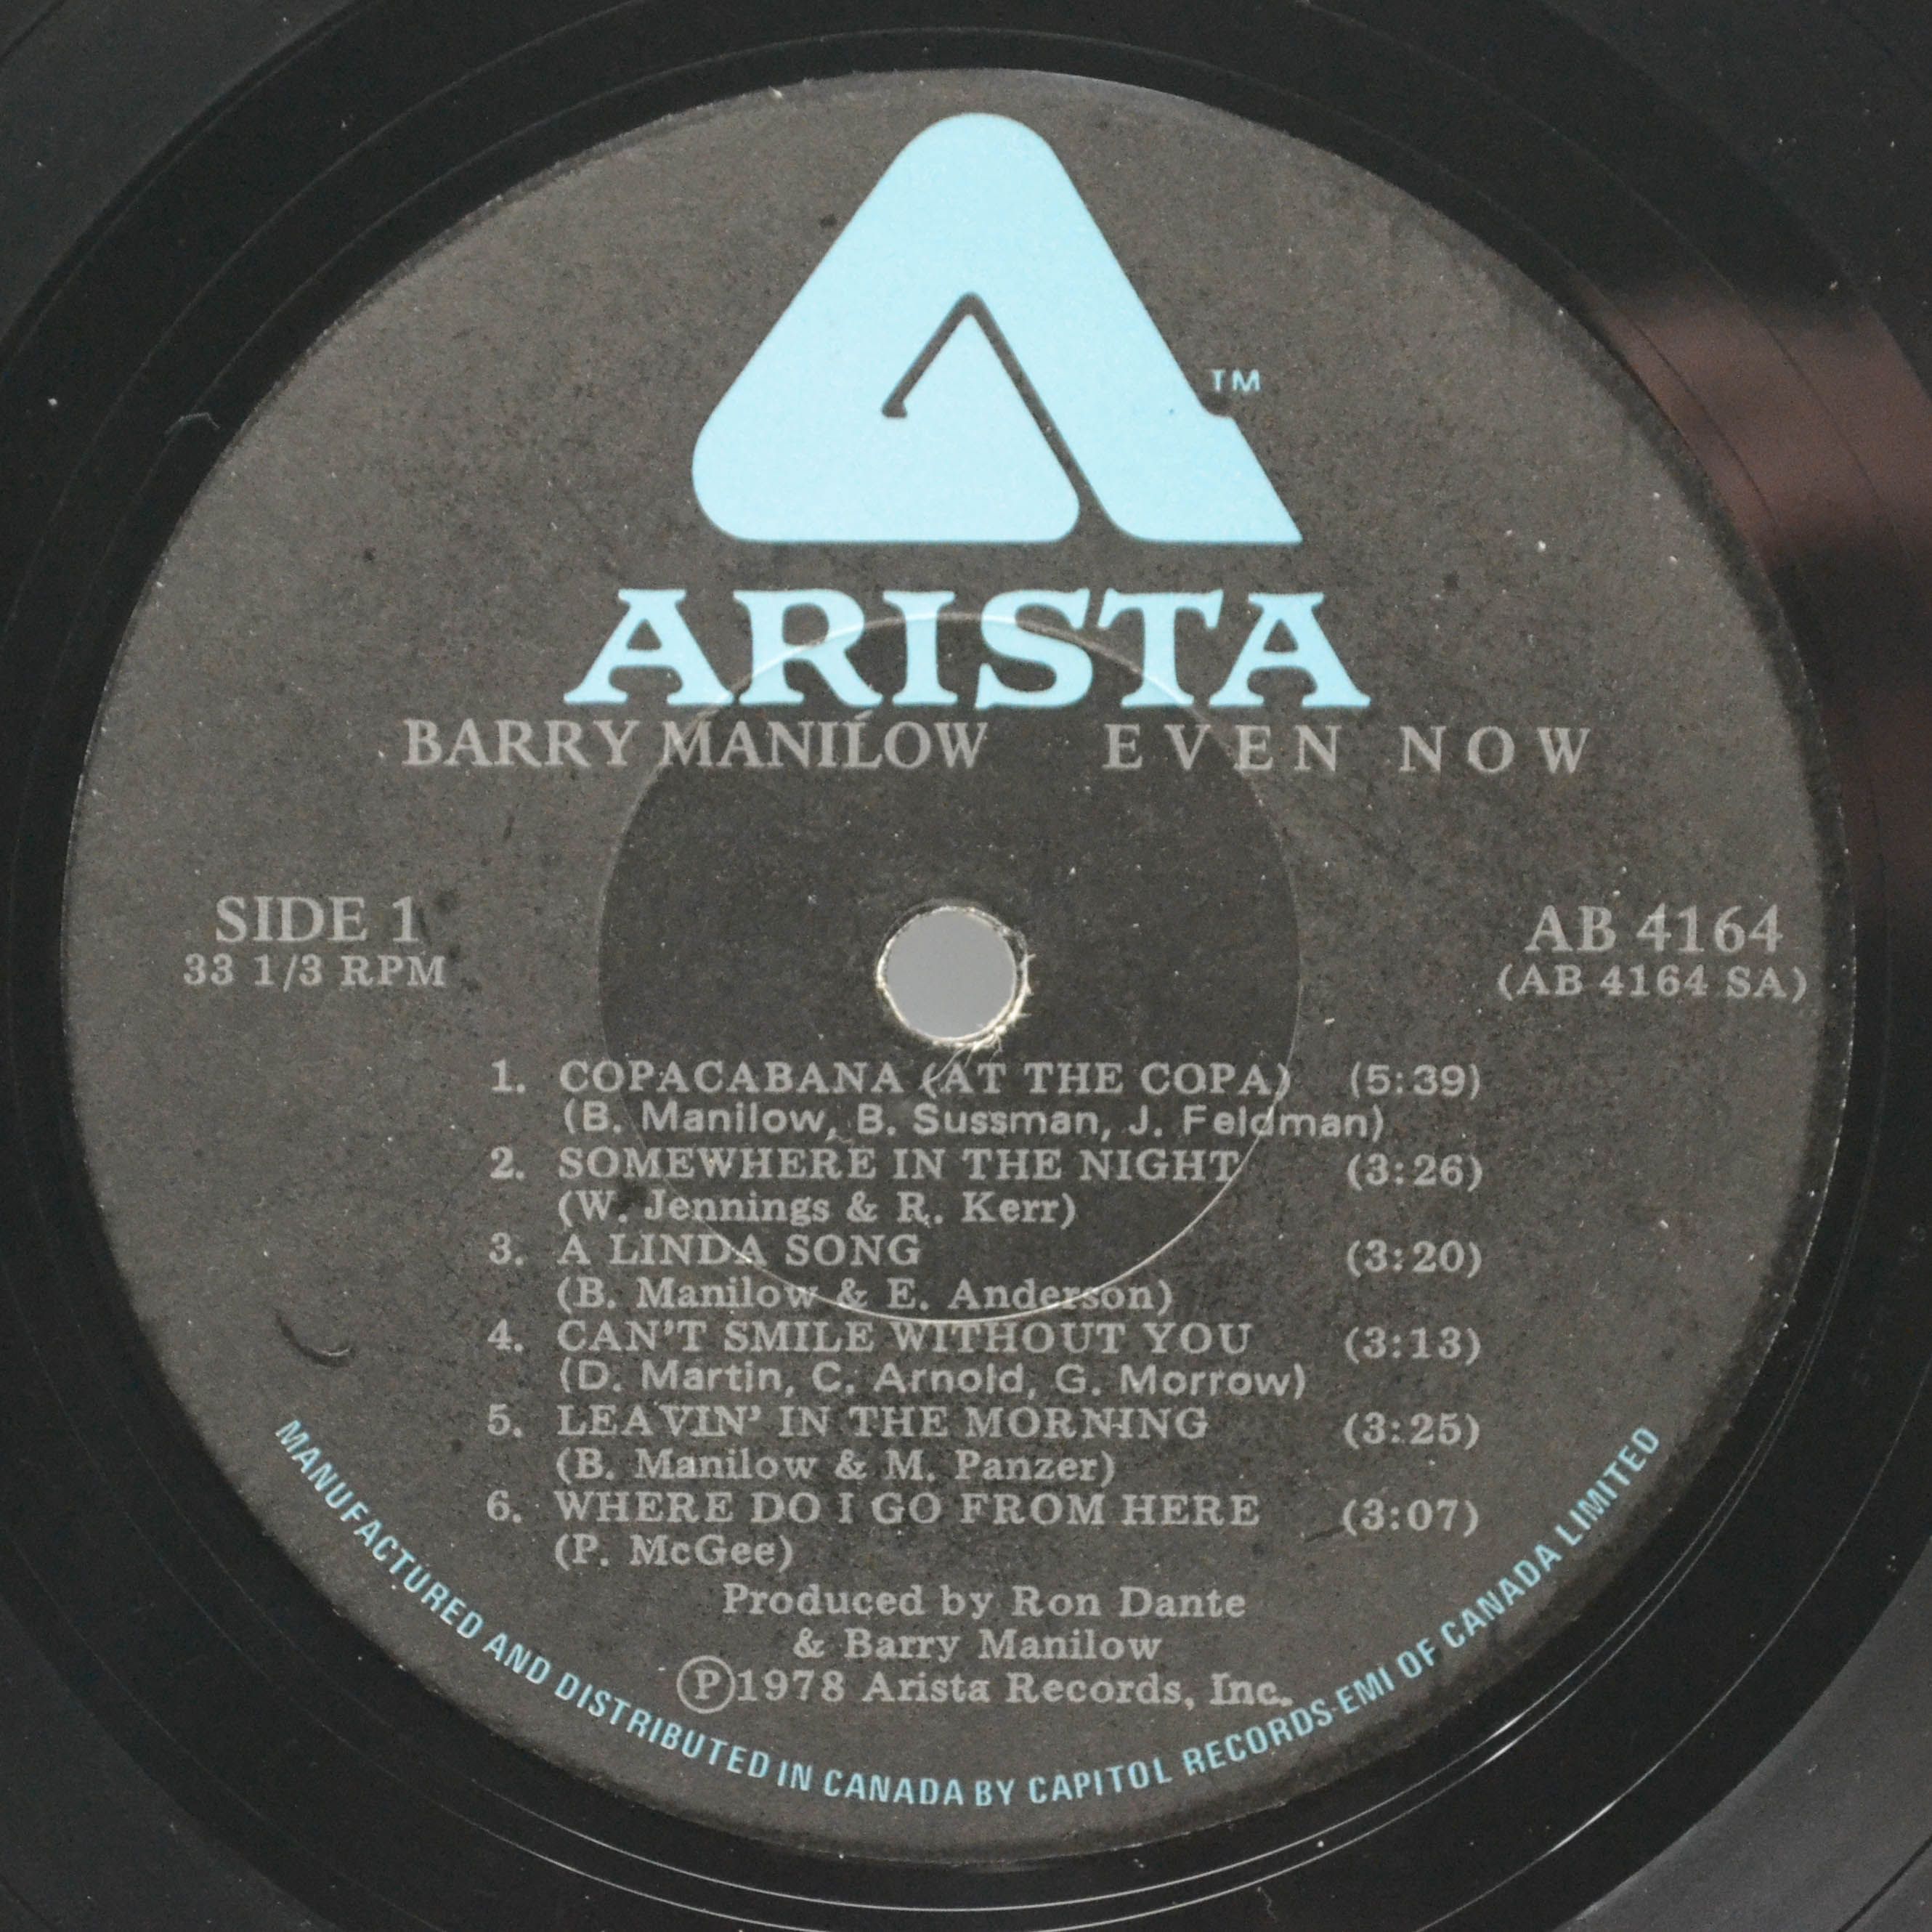 TM
ARISTA
BARRY MANILOW EVEN NOW
SIDE 1
33 1/3 RPM
AB 4164
(AB 4164 SA)
1. COPACABANA (AT THE COPA) (5:39)
(B. Manilow, B. Sussman, J. Feldman)
2. SOMEWHERE IN THE NIGHT (3:26)
(W. Jennings & R. Kerr)
3. A LINDA SONG (3:20)
(B. Manilow & E. Anderson)
4. CAN'T SMILE WITHOUT YOU (3:13)
(D. Martin, C. Arnold, G. Morrow)
5. LEAVIN' IN THE MORNING (3:25)
(B. Manilow & M. Panzer)
6. WHERE DO I GO FROM HERE (3:07)
(P. McGee)
Produced by Ron Dante
& Barry Manilow
℗1978 Arista Records, Inc.
MANUFACTURED AND DISTRIBUTED IN CANADA BY CAPITOL RECORDS-EMI OF CANADA LIMITED